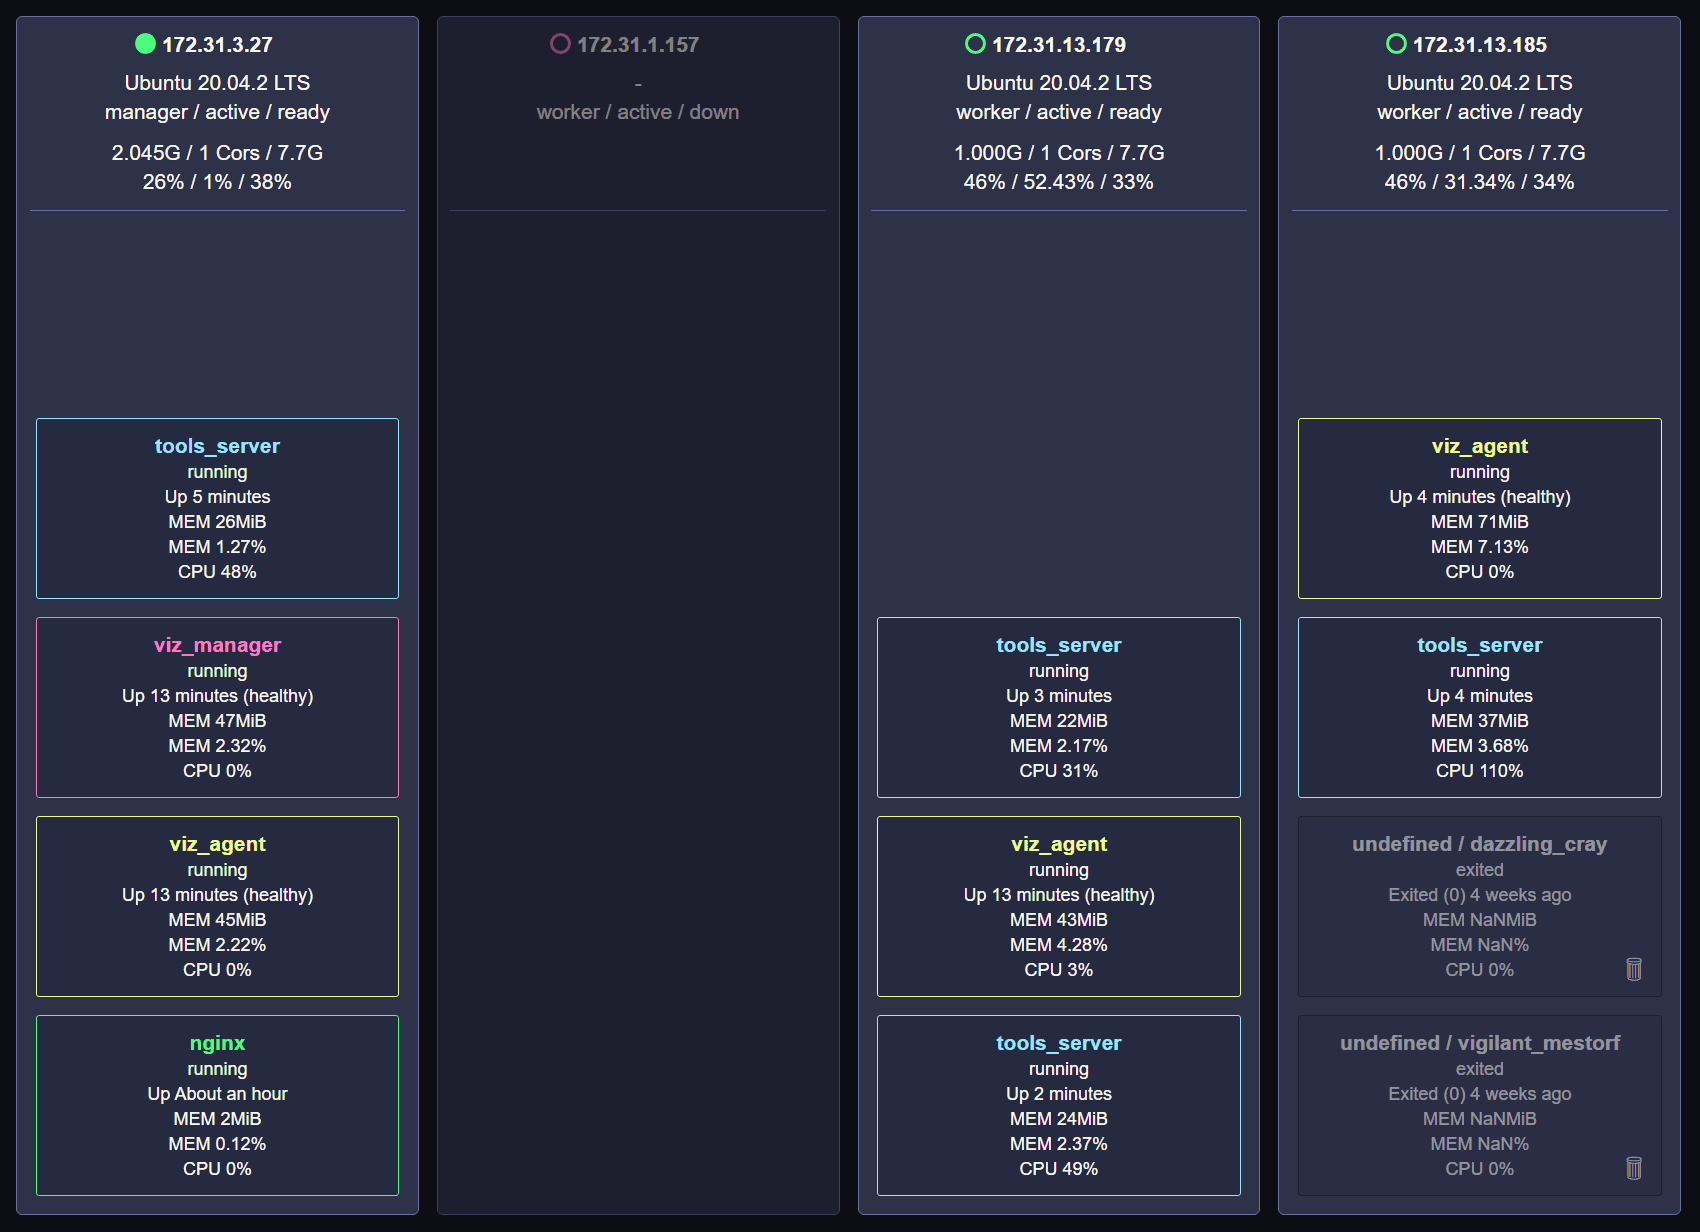 172.31.3.27
Ubuntu 20.04.2 LTS
manager / active / ready
2.045G / 1 Cors / 7.7G
26% / 1% / 38%
tools_server
running
Up 5 minutes
MEM 26MiB
MEM 1.27%
CPU 48%
viz_manager
running
Up 13 minutes (healthy)
MEM 47MiB
MEM 2.32%
CPU 0%
viz_agent
running
Up 13 minutes (healthy)
MEM 45MiB
MEM 2.22%
CPU 0%
nginx
running
Up About an hour
MEM 2MiB
MEM 0.12%
CPU 0%
172.31.1.157
-
worker / active / down
172.31.13.179
Ubuntu 20.04.2 LTS
worker / active / ready
1.000G / 1 Cors / 7.7G
46% / 52.43% / 33%
tools_server
running
Up 3 minutes
MEM 22MiB
MEM 2.17%
CPU 31%
viz_agent
running
Up 13 minutes (healthy)
MEM 43MiB
MEM 4.28%
CPU 3%
tools_server
running
Up 2 minutes
MEM 24MiB
MEM 2.37%
CPU 49%
172.31.13.185
Ubuntu 20.04.2 LTS
worker / active / ready
1.000G / 1 Cors / 7.7G
46% / 31.34% / 34%
viz_agent
running
Up 4 minutes (healthy)
MEM 71MiB
MEM 7.13%
CPU 0%
tools_server
running
Up 4 minutes
MEM 37MiB
MEM 3.68%
CPU 110%
undefined / dazzling_cray
exited
Exited (0) 4 weeks ago
MEM NaNMiB
MEM NaN%
CPU 0%
undefined / vigilant_mestorf
exited
Exited (0) 4 weeks ago
MEM NaNMiB
MEM NaN%
CPU 0%